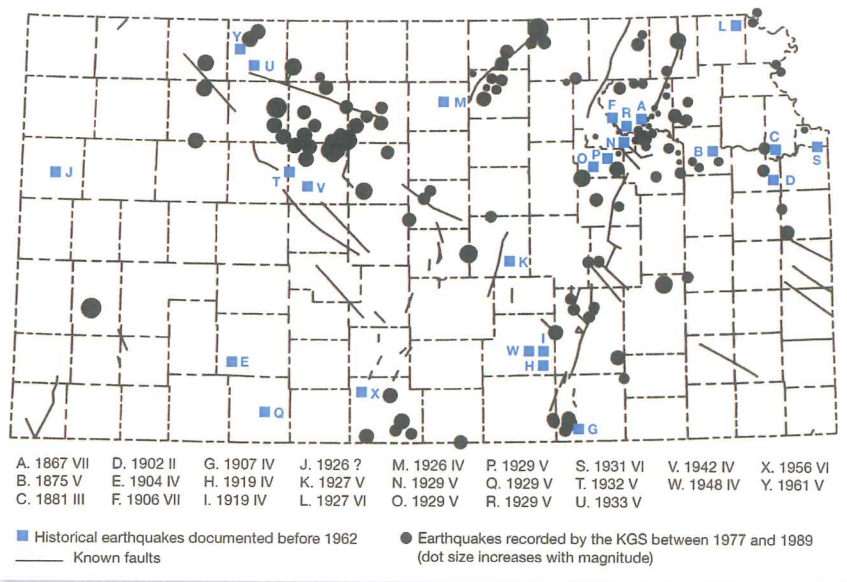 L
Y
U
M
F
R
A
N
B
C
S
O
P
D
J
T
V
K
W
I
H
E
X
Q
G
A. 1867 VII D. 1902 II G. 1907 IV J. 1926 ? M. 1926 IV P. 1929 V S. 1931 VI V. 1942 IV X. 1956 VI
B. 1875 V E. 1904 IV H. 1919 IV K. 1927 V N. 1929 V Q. 1929 V T. 1932 V W. 1948 IV Y. 1961 V
C. 1881 III F. 1906 VII I. 1919 IV L. 1927 VI O. 1929 V R. 1929 V U. 1933 V
Historical earthquakes documented before 1962 Earthquakes recorded by the KGS between 1977 and 1989
Known faults (dot size increases with magnitude)